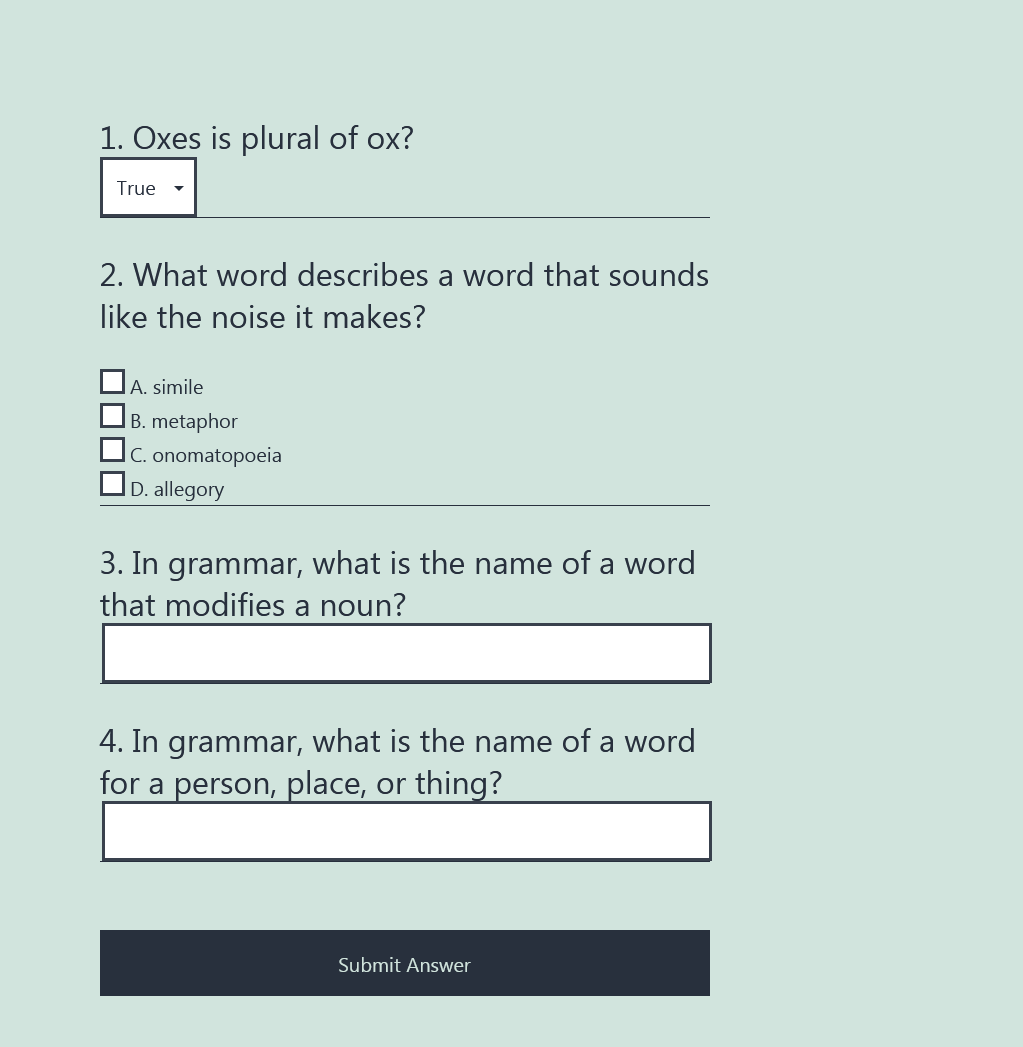 1. Oxes is plural of ox?
True
2. What word describes a word that sounds
like the noise it makes?
A. simile
B. metaphor
C. onomatopoeia
D. allegory
3. In grammar, what is the name of a word
that modifies a noun?
4. In grammar, what is the name of a word
for a person, place, or thing?
Submit Answer